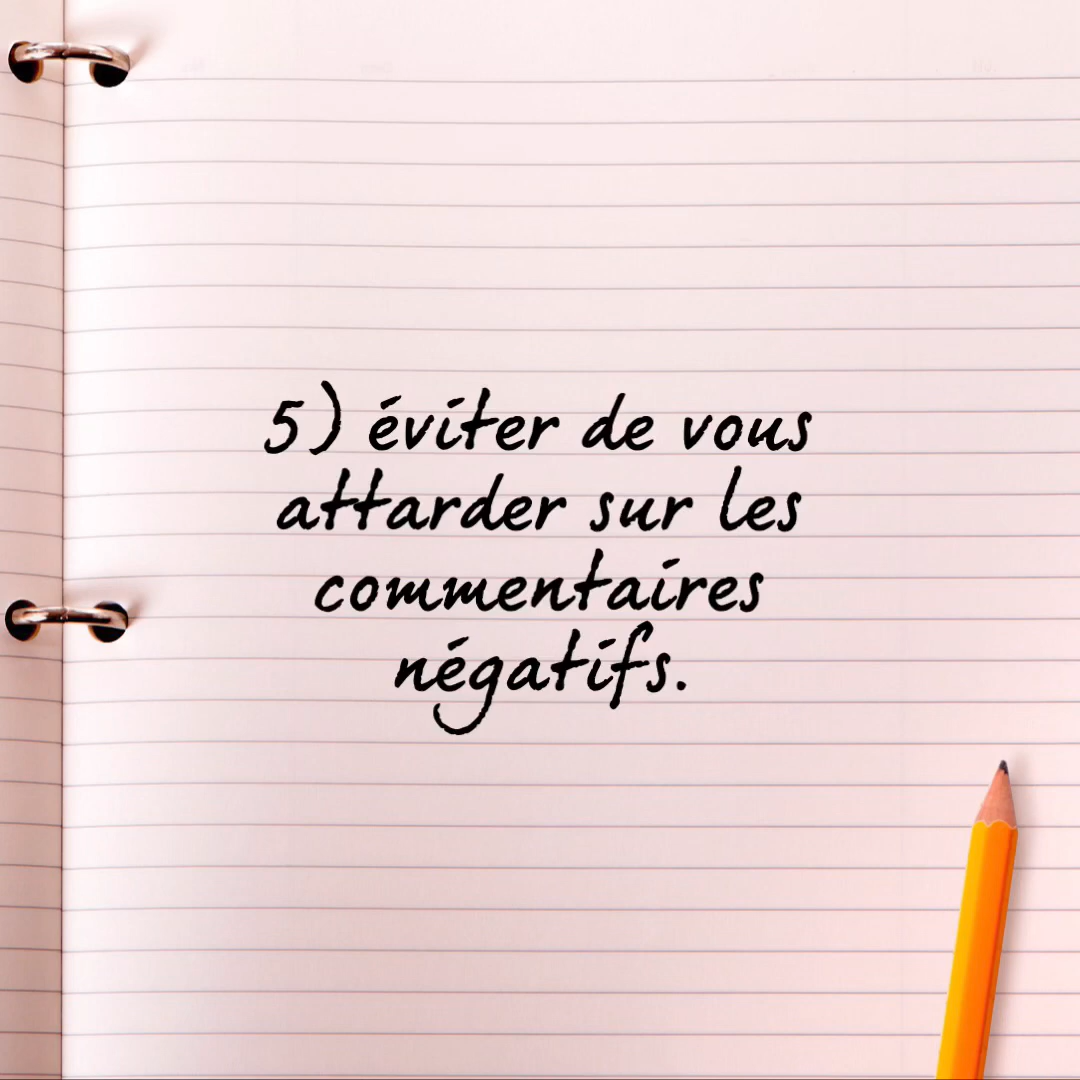 5) éviter de vous
attarder sur les
commentaires
négatifs.